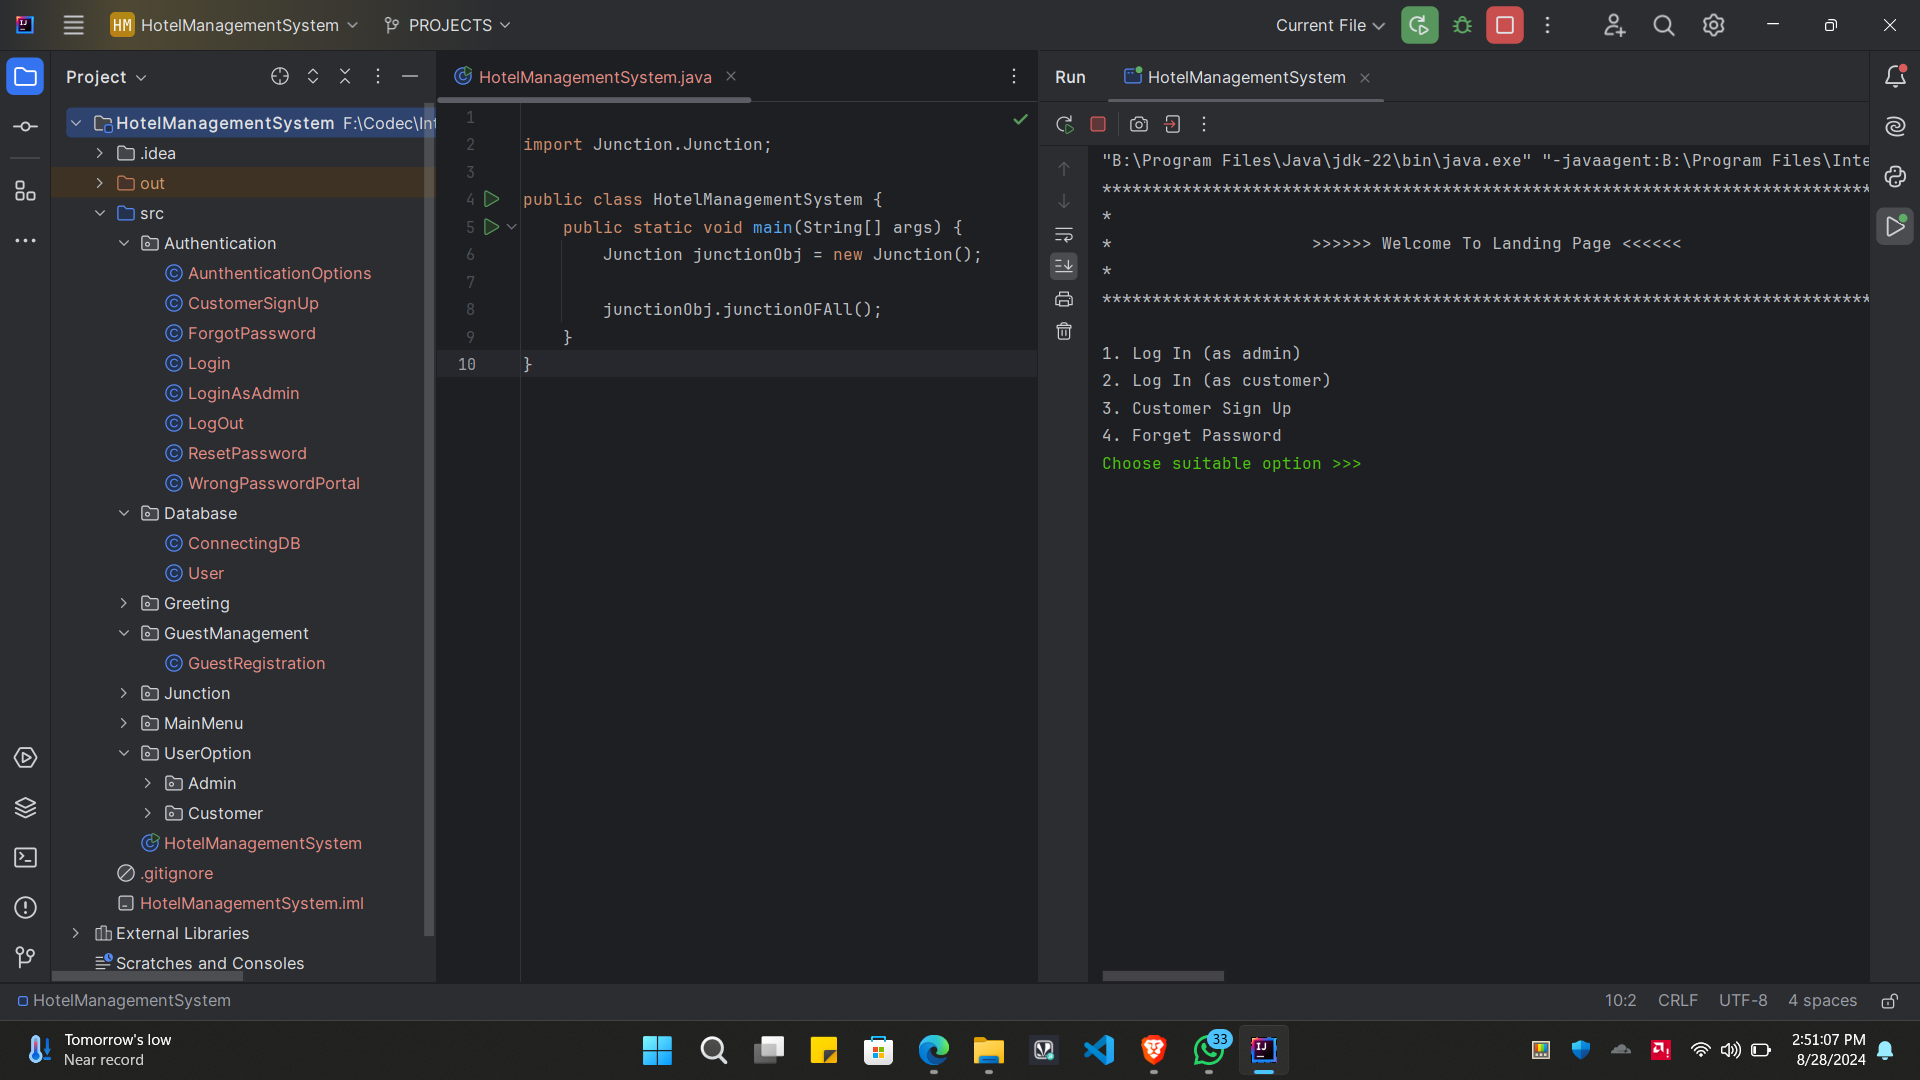 HM HotelManagementSystem
PROJECTS
Current File
Project
HotelManagementSystem F:\Codec\Int
.idea
out
src
Authentication
AunthenticationOptions
CustomerSignUp
ForgotPassword
Login
LoginAsAdmin
LogOut
ResetPassword
WrongPasswordPortal
Database
ConnectingDB
User
Greeting
GuestManagement
GuestRegistration
Junction
MainMenu
UserOption
Admin
Customer
HotelManagementSystem
.gitignore
HotelManagementSystem.iml
External Libraries
Scratches and Consoles
HotelManagementSystem.java
1
2 import Junction.Junction;
3
4 public class HotelManagementSystem {
5 public static void main(String[] args) {
6 Junction junctionObj = new Junction();
7
8 junctionObj.junctionOFAll();
9 }
10 }
Run HotelManagementSystem
"B:\Program Files\Java\jdk-22\bin\java.exe" "-javaagent:B:\Program Files\Inte
*****************************************************************************
*
* >>>>>> Welcome To Landing Page <<<<<<
*
*****************************************************************************
1. Log In (as admin)
2. Log In (as customer)
3. Customer Sign Up
4. Forget Password
Choose suitable option >>>
HotelManagementSystem
10:2 CRLF UTF-8 4 spaces
Tomorrow's low
Near record
33
2:51:07 PM
8/28/2024